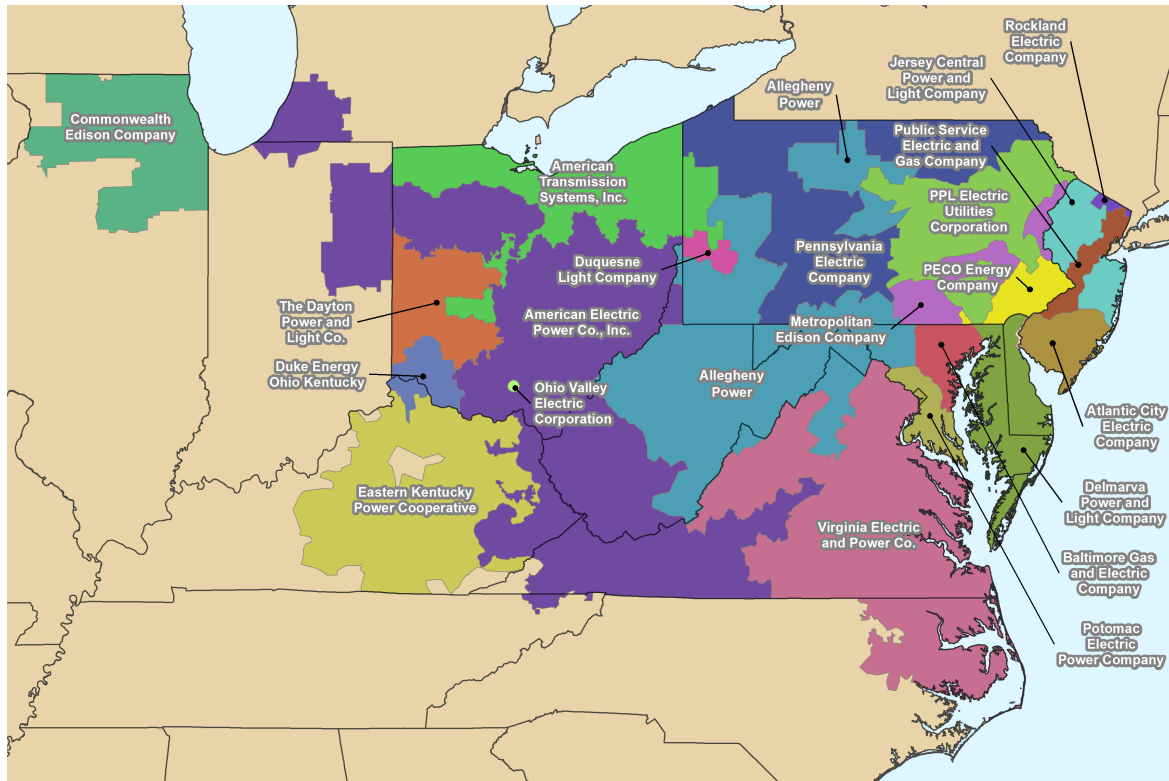 Rockland
Electric
Company
Jersey Central
Power and
Light Company
Allegheny
Power
Commonwealth
Edison Company
Public Service
Electric and
Gas Company
American
Transmission
Systems, Inc.
PPL Electric
Utilities
Corporation
Duquesne
Light Company
Pennsylvania
Electric
Company
PECO Energy
Company
The Dayton
Power and
Light Co.
American Electric
Power Co., Inc.
Metropolitan
Edison Company
Duke Energy
Ohio Kentucky
Ohio Valley
Electric
Corporation
Allegheny
Power
Atlantic City
Electric
Company
Eastern Kentucky
Power Cooperative
Delmarva
Power and
Light Company
Virginia Electric
and Power Co.
Baltimore Gas
and Electric
Company
Potomac
Electric
Power Company